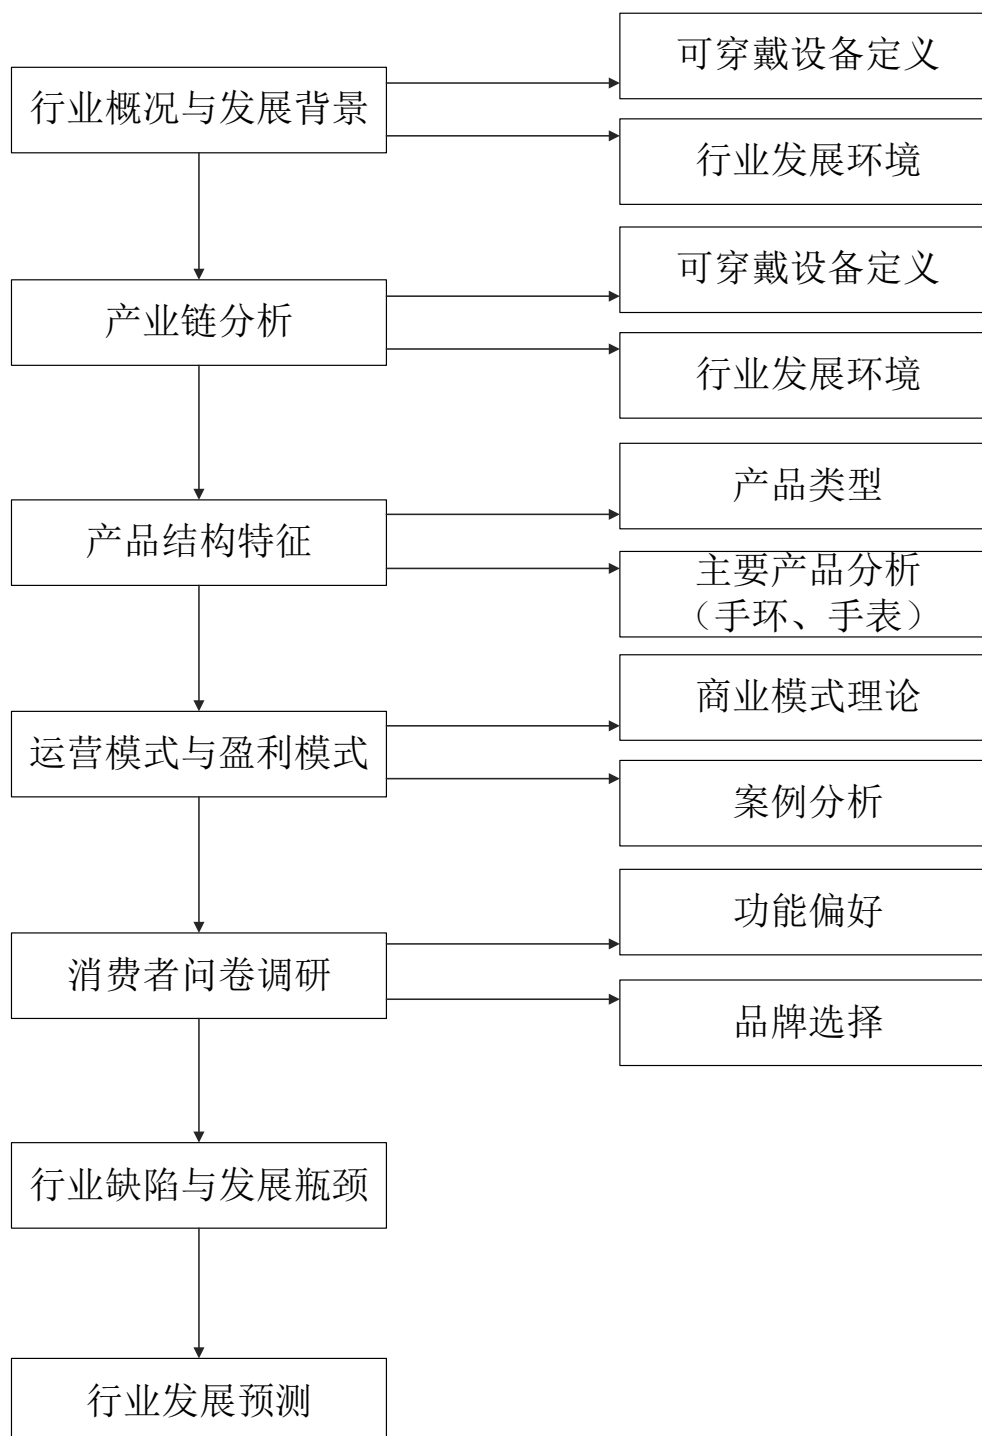 行业概况与发展背景
可穿戴设备定义
行业发展环境
产业链分析
可穿戴设备定义
行业发展环境
产品结构特征
产品类型
主要产品分析
（手环、手表）
运营模式与盈利模式
商业模式理论
案例分析
消费者问卷调研
功能偏好
品牌选择
行业缺陷与发展瓶颈
行业发展预测